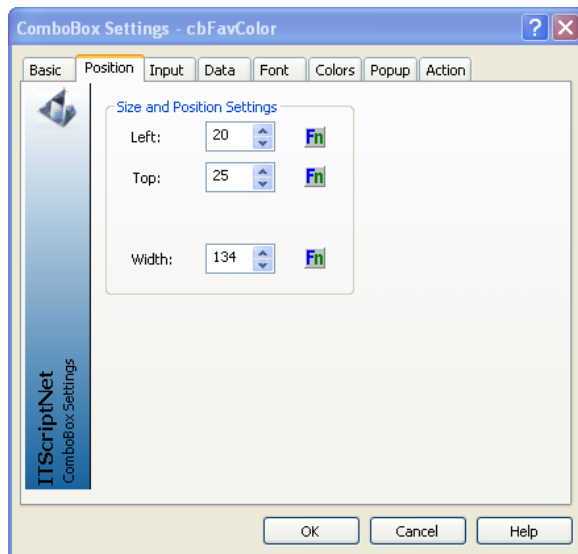 ComboBox Settings - cbFavColor
Basic Position Input Data Font Colors Popup Action
Size and Position Settings
Left: 20 Fn
Top: 25 Fn
Width: 134 Fn
ITScriptNet
ComboBox Settings
OK Cancel Help